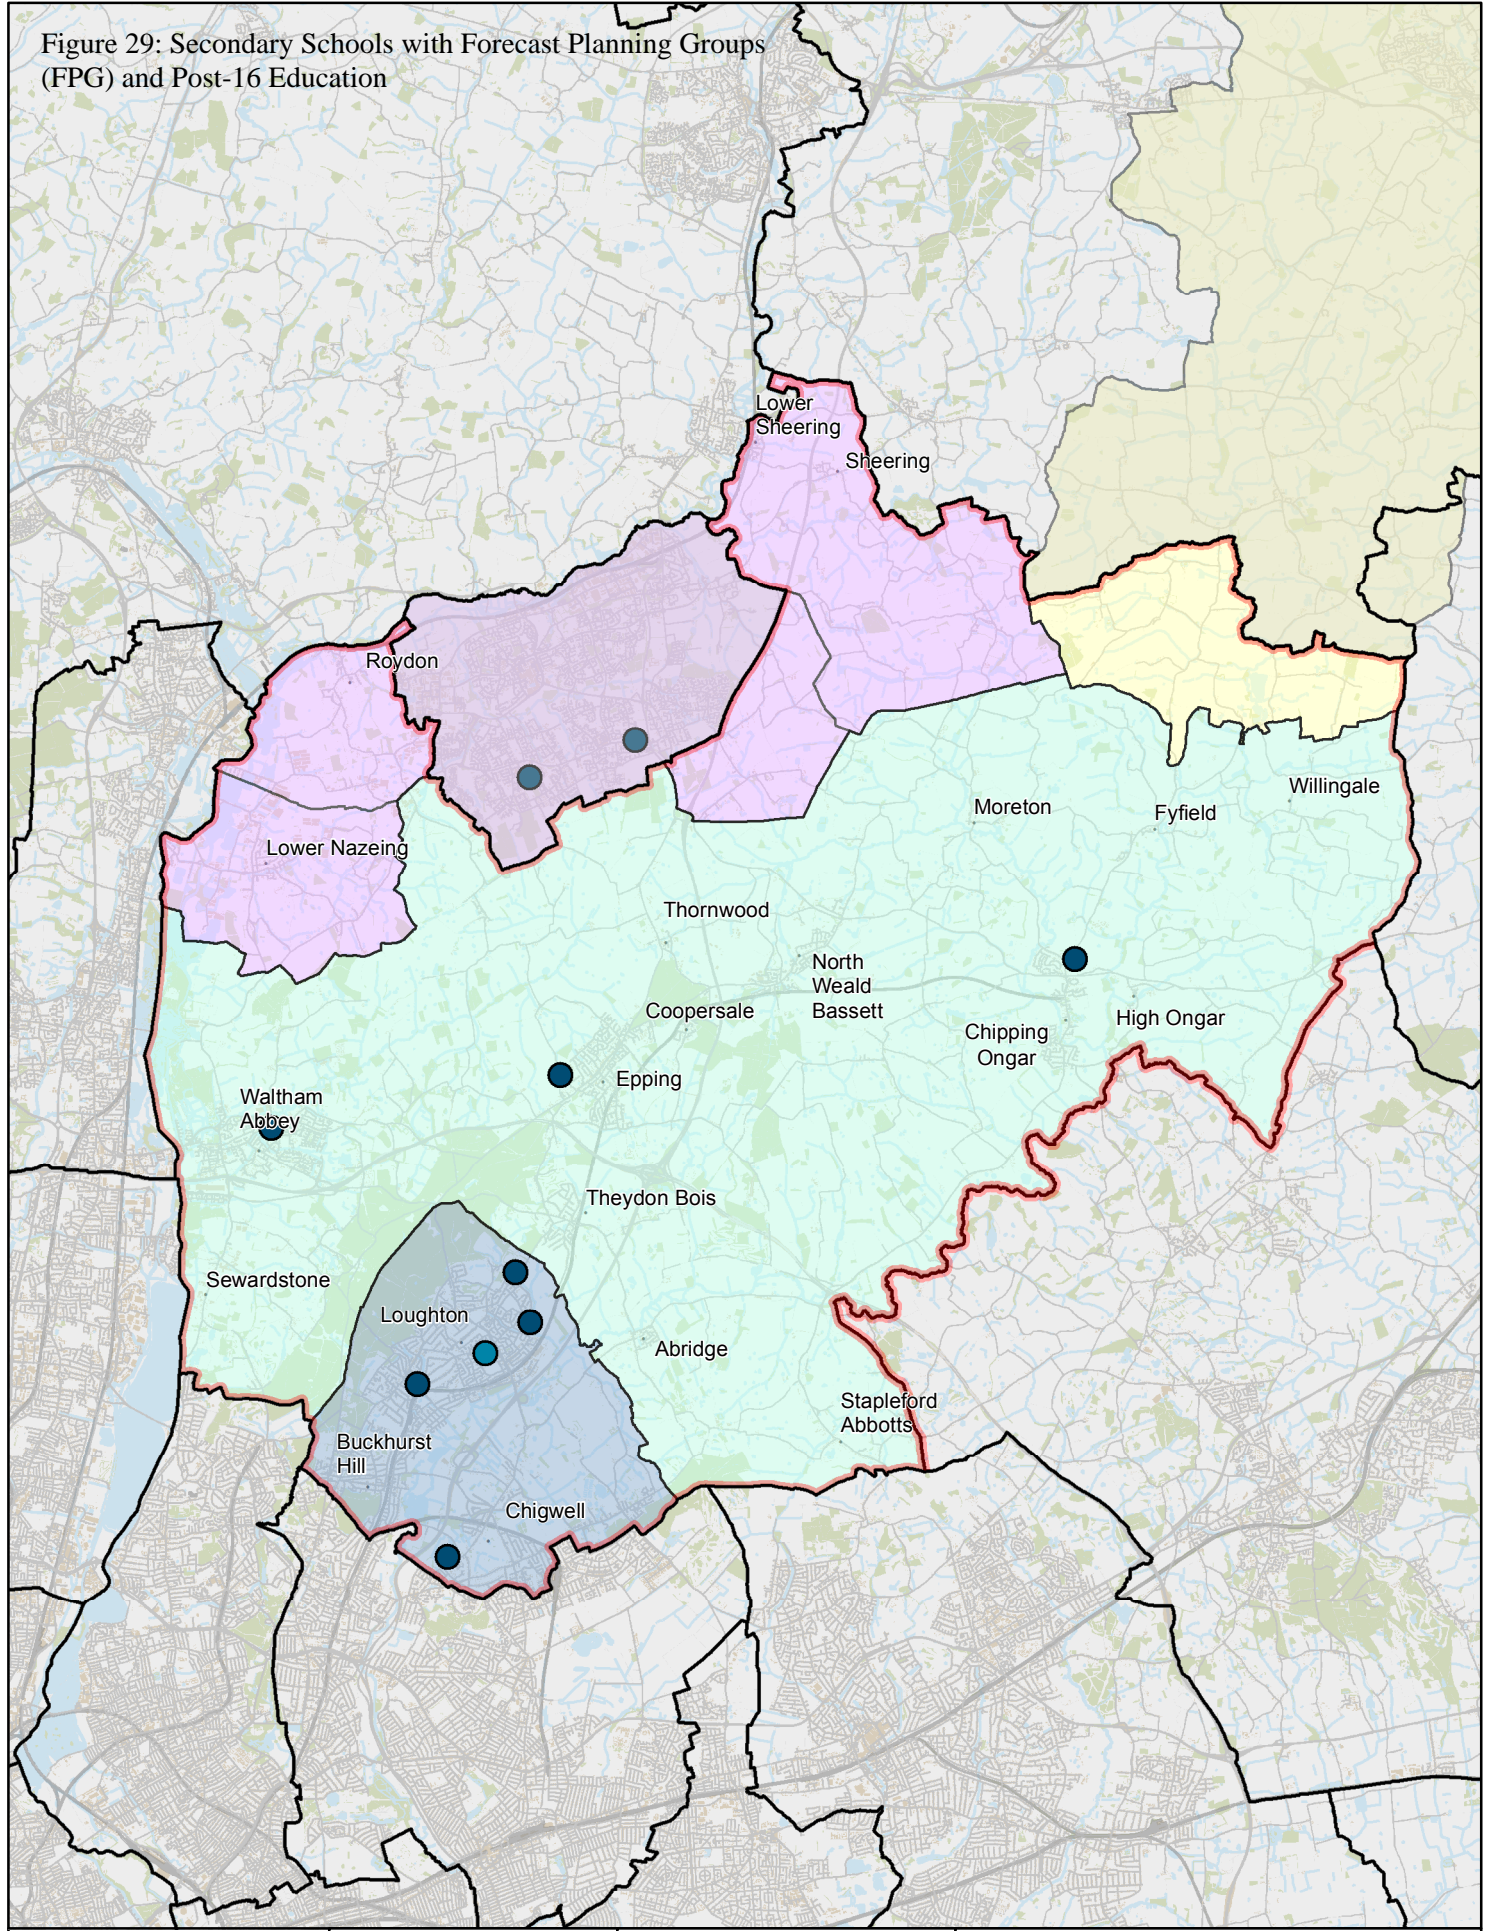 Figure 29: Secondary Schools with Forecast Planning Groups
(FPG) and Post-16 Education
Lower
Sheering
Sheering
Roydon
Willingale
Moreton
Fyfield
Lower Nazeing
Thornwood
North
Weald
Bassett
Coopersale
High Ongar
Chipping
Ongar
Epping
Waltham
Abbey
Theydon Bois
Sewardstone
Loughton
Abridge
Stapleford
Abbotts
Buckhurst
Hill
Chigwell